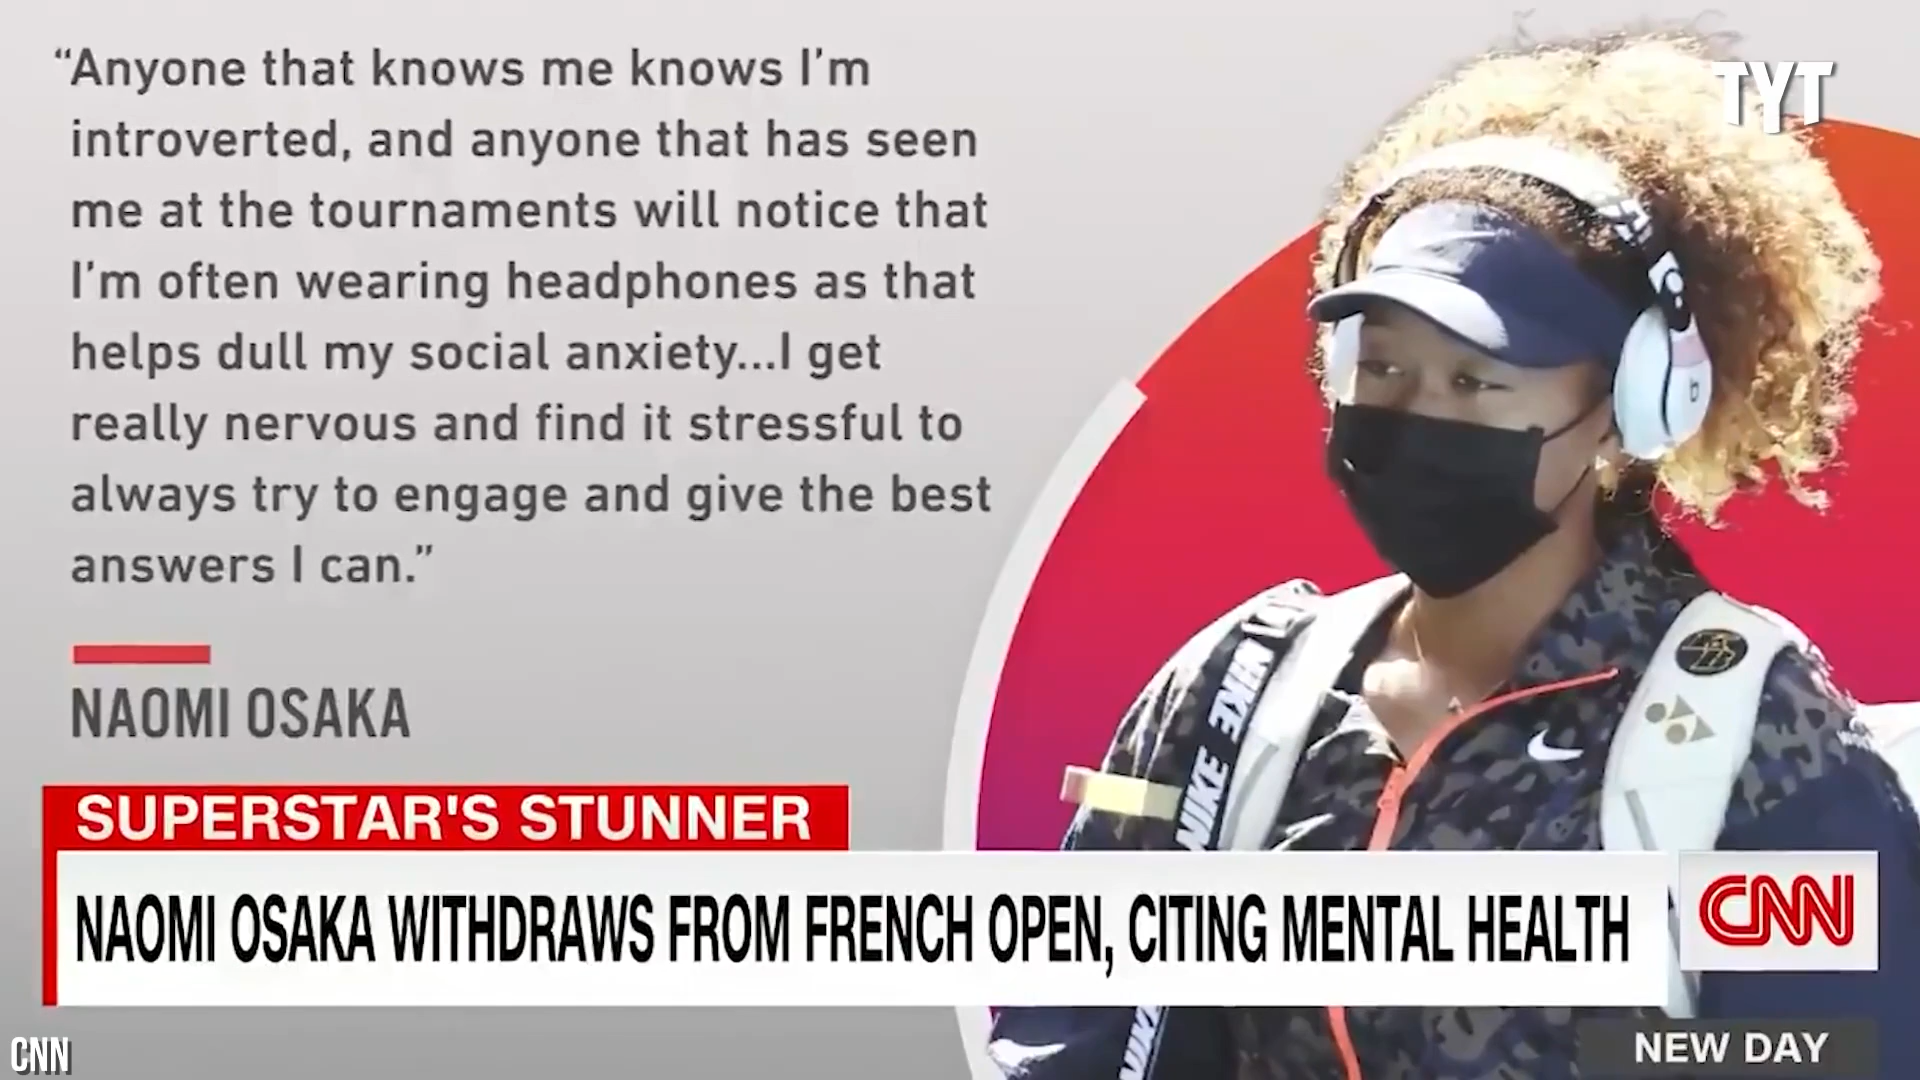 “Anyone that knows me knows I’m
introverted, and anyone that has seen
me at the tournaments will notice that
I’m often wearing headphones as that
helps dull my social anxiety...I get
really nervous and find it stressful to
always try to engage and give the best
answers I can.”
NAOMI OSAKA
TYT
b
NIKE
NIKE
SUPERSTAR'S STUNNER
NAOMI OSAKA WITHDRAWS FROM FRENCH OPEN, CITING MENTAL HEALTH
CNN
NEW DAY
CNN